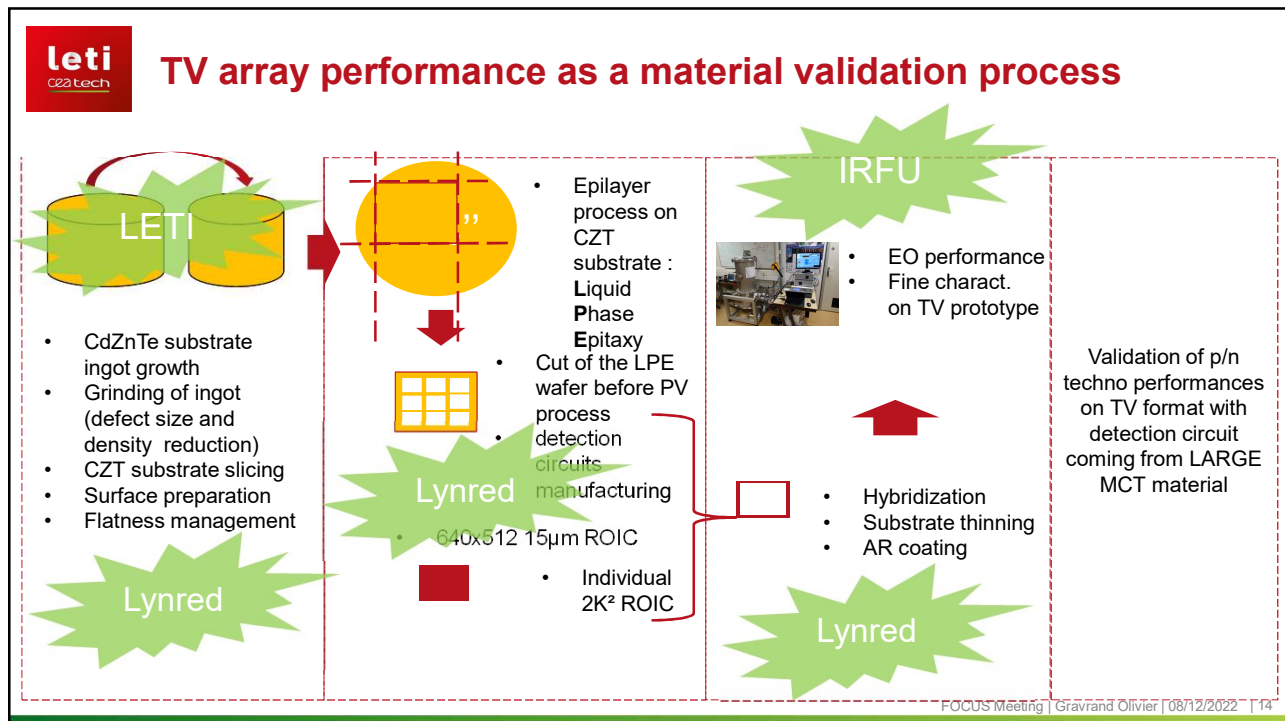 leti
ceatech
TV array performance as a material validation process
LETI
• CdZnTe substrate
ingot growth
• Grinding of ingot
(defect size and
density reduction)
• CZT substrate slicing
• Surface preparation
• Flatness management
Lynred
,,
• Epilayer
process on
CZT
substrate :
Liquid
Phase
Epitaxy
• Cut of the LPE
wafer before PV
process
• detection
circuits
manufacturing
Lynred
• 640x512 15µm ROIC
• Individual
2K² ROIC
IRFU
• EO performance
• Fine charact.
on TV prototype
• Hybridization
• Substrate thinning
• AR coating
Lynred
Validation of p/n
techno performances
on TV format with
detection circuit
coming from LARGE
MCT material
FOCUS Meeting | Gravrand Olivier | 08/12/2022 | 14